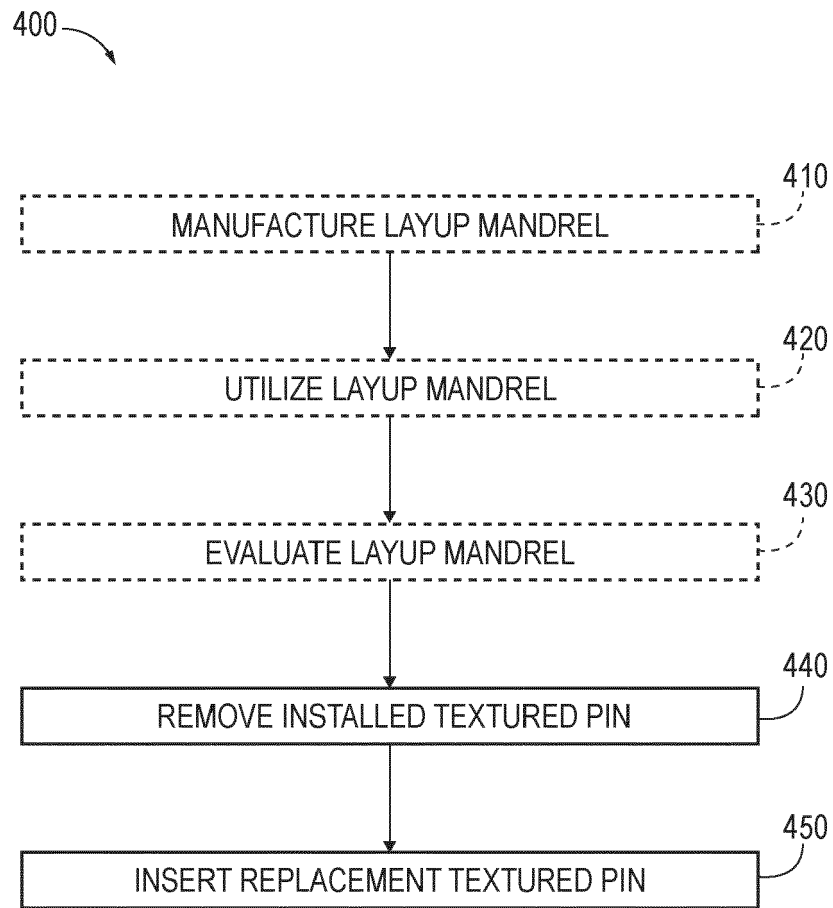 400
410
MANUFACTURE LAYUP MANDREL
420
UTILIZE LAYUP MANDREL
430
EVALUATE LAYUP MANDREL
440
REMOVE INSTALLED TEXTURED PIN
450
INSERT REPLACEMENT TEXTURED PIN